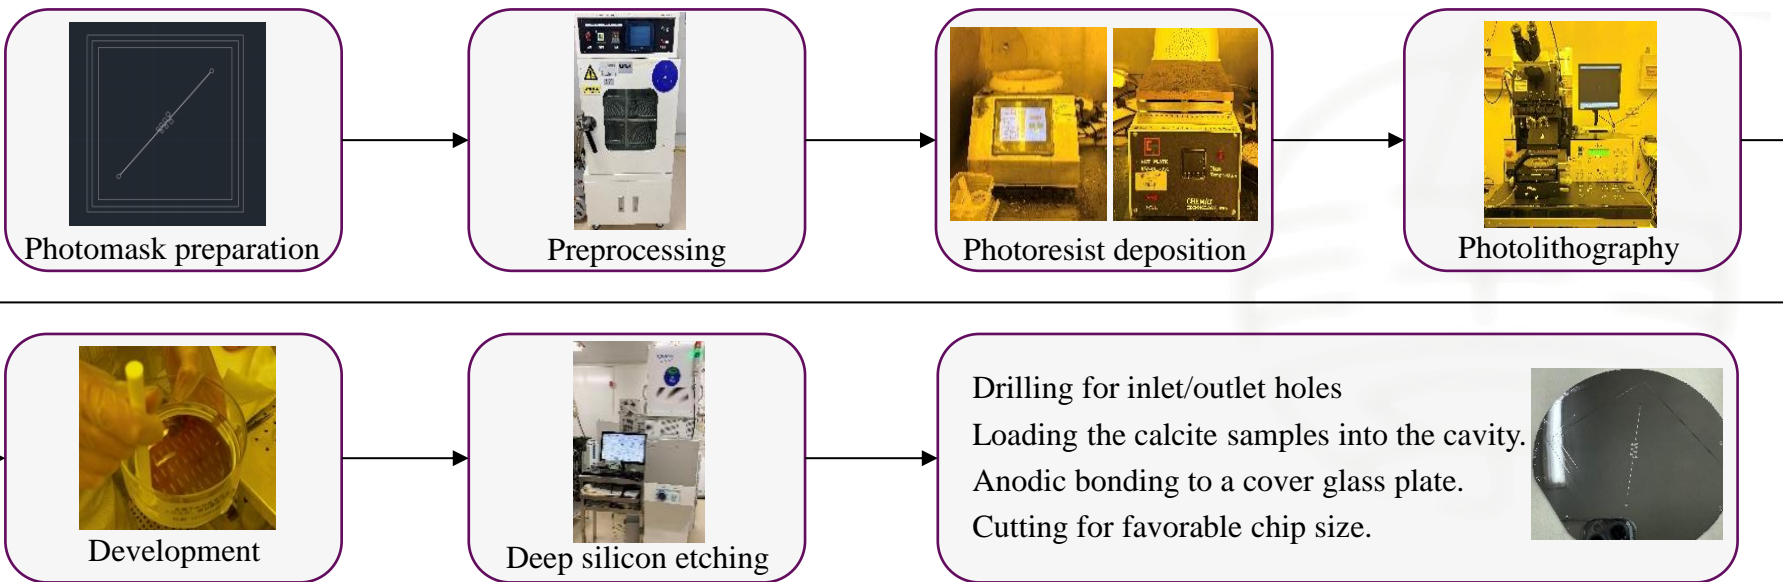 Photomask preparation
Preprocessing
Photoresist deposition
Photolithography
Development
Deep silicon etching
Drilling for inlet/outlet holes
Loading the calcite samples into the cavity.
Anodic bonding to a cover glass plate.
Cutting for favorable chip size.